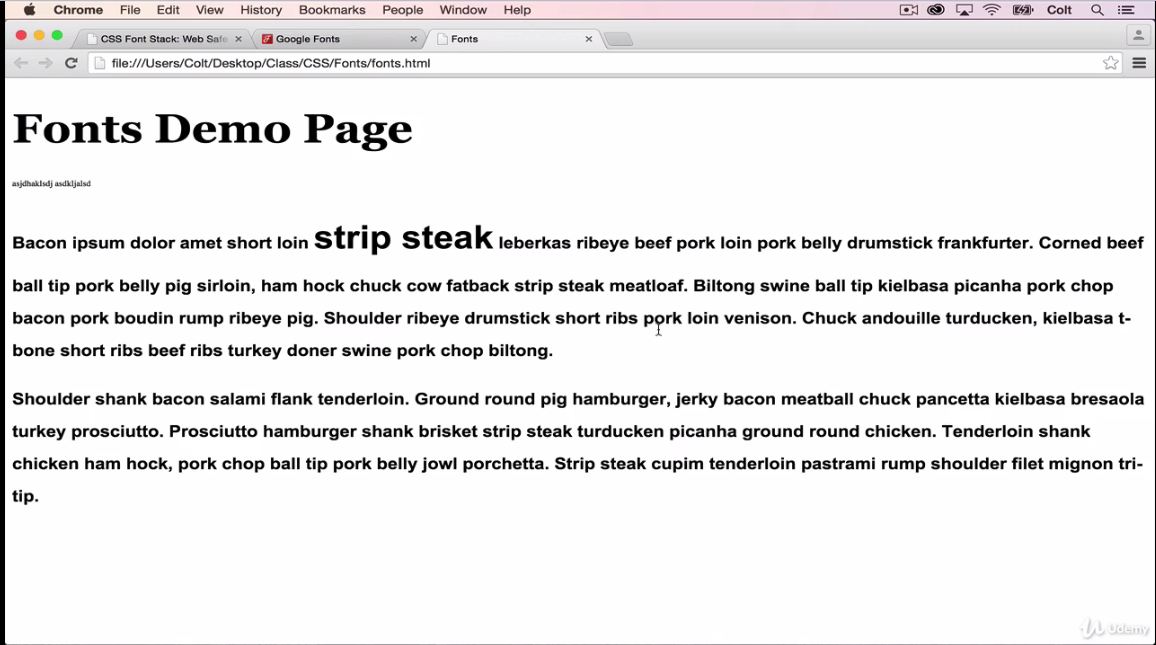 Chrome File Edit View History Bookmarks People Window Help Colt
CSS Font Stack: Web Safe Google Fonts Fonts
file:///Users/Colt/Desktop/Class/CSS/Fonts/fonts.html
Fonts Demo Page
asjdhaklsdj asdkljalsd
Bacon ipsum dolor amet short loin strip steak leberkas ribeye beef pork loin pork belly drumstick frankfurter. Corned beef
ball tip pork belly pig sirloin, ham hock chuck cow fatback strip steak meatloaf. Biltong swine ball tip kielbasa picanha pork chop
bacon pork boudin rump ribeye pig. Shoulder ribeye drumstick short ribs pork loin venison. Chuck andouille turducken, kielbasa t-
bone short ribs beef ribs turkey doner swine pork chop biltong.
Shoulder shank bacon salami flank tenderloin. Ground round pig hamburger, jerky bacon meatball chuck pancetta kielbasa bresaola
turkey prosciutto. Prosciutto hamburger shank brisket strip steak turducken picanha ground round chicken. Tenderloin shank
chicken ham hock, pork chop ball tip pork belly jowl porchetta. Strip steak cupim tenderloin pastrami rump shoulder filet mignon tri-
tip.
Udemy